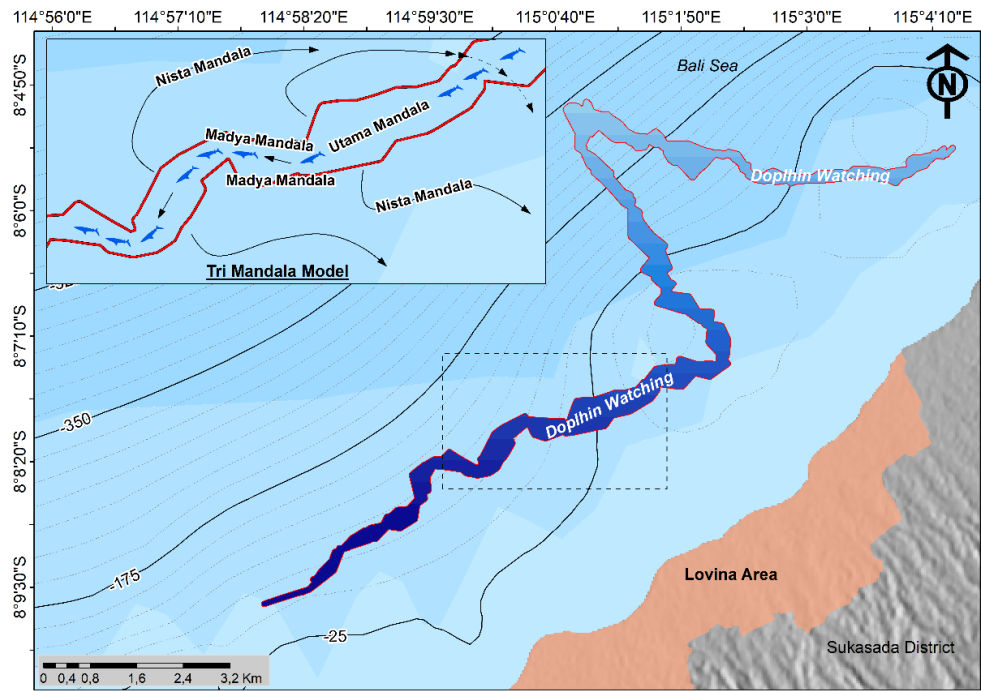 114°56'0"E 114°57'10"E 114°58'20"E 114°59'30"E 115°0'40"E 115°1'50"E 115°3'0"E 115°4'10"E
8°4'50"S
8°6'0"S
8°7'10"S
8°8'20"S
8°9'30"S
Nista Mandala
Madya Mandala
Utama Mandala
Madya Mandala
Nista Mandala
Tri Mandala Model
Bali Sea
N
Doplhin Watching
Doplhin Watching
-350
-175
-25
Lovina Area
Sukasada District
0 0,4 0,8 1,6 2,4 3,2 Km